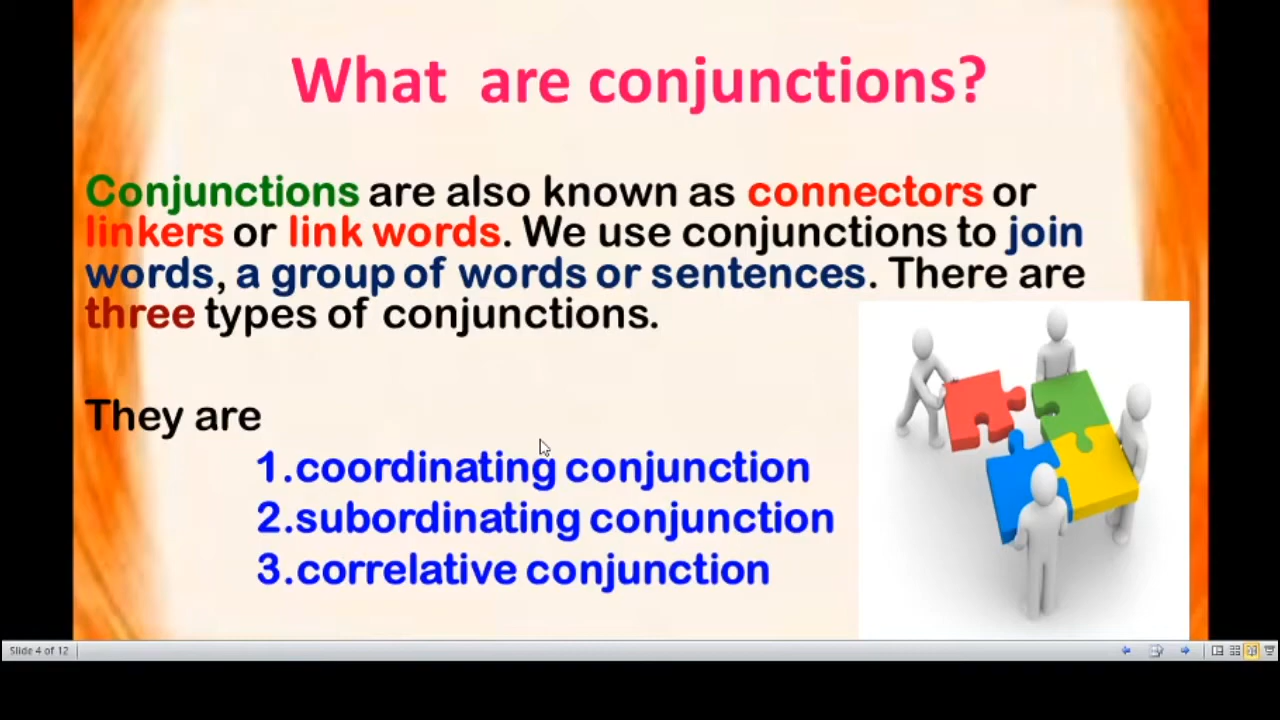 What are conjunctions?
Conjunctions are also known as connectors or
linkers or link words. We use conjunctions to join
words, a group of words or sentences. There are
three types of conjunctions.
They are
1.coordinating conjunction
2.subordinating conjunction
3.correlative conjunction
Slide 4 of 12